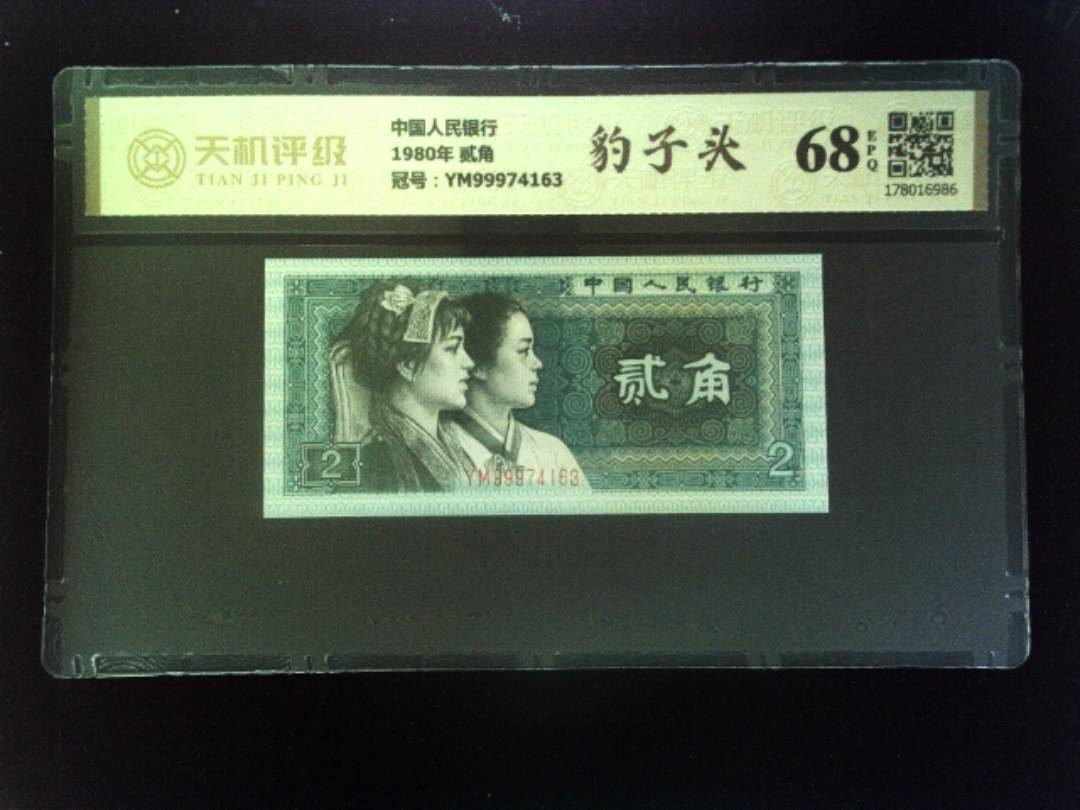 天机评级
TIAN JI PING JI
中国人民银行
1980年 贰角
冠号：YM99974163
豹子头
68
EPQ
178016986
中国人民银行
贰角
2
2
YM99974163